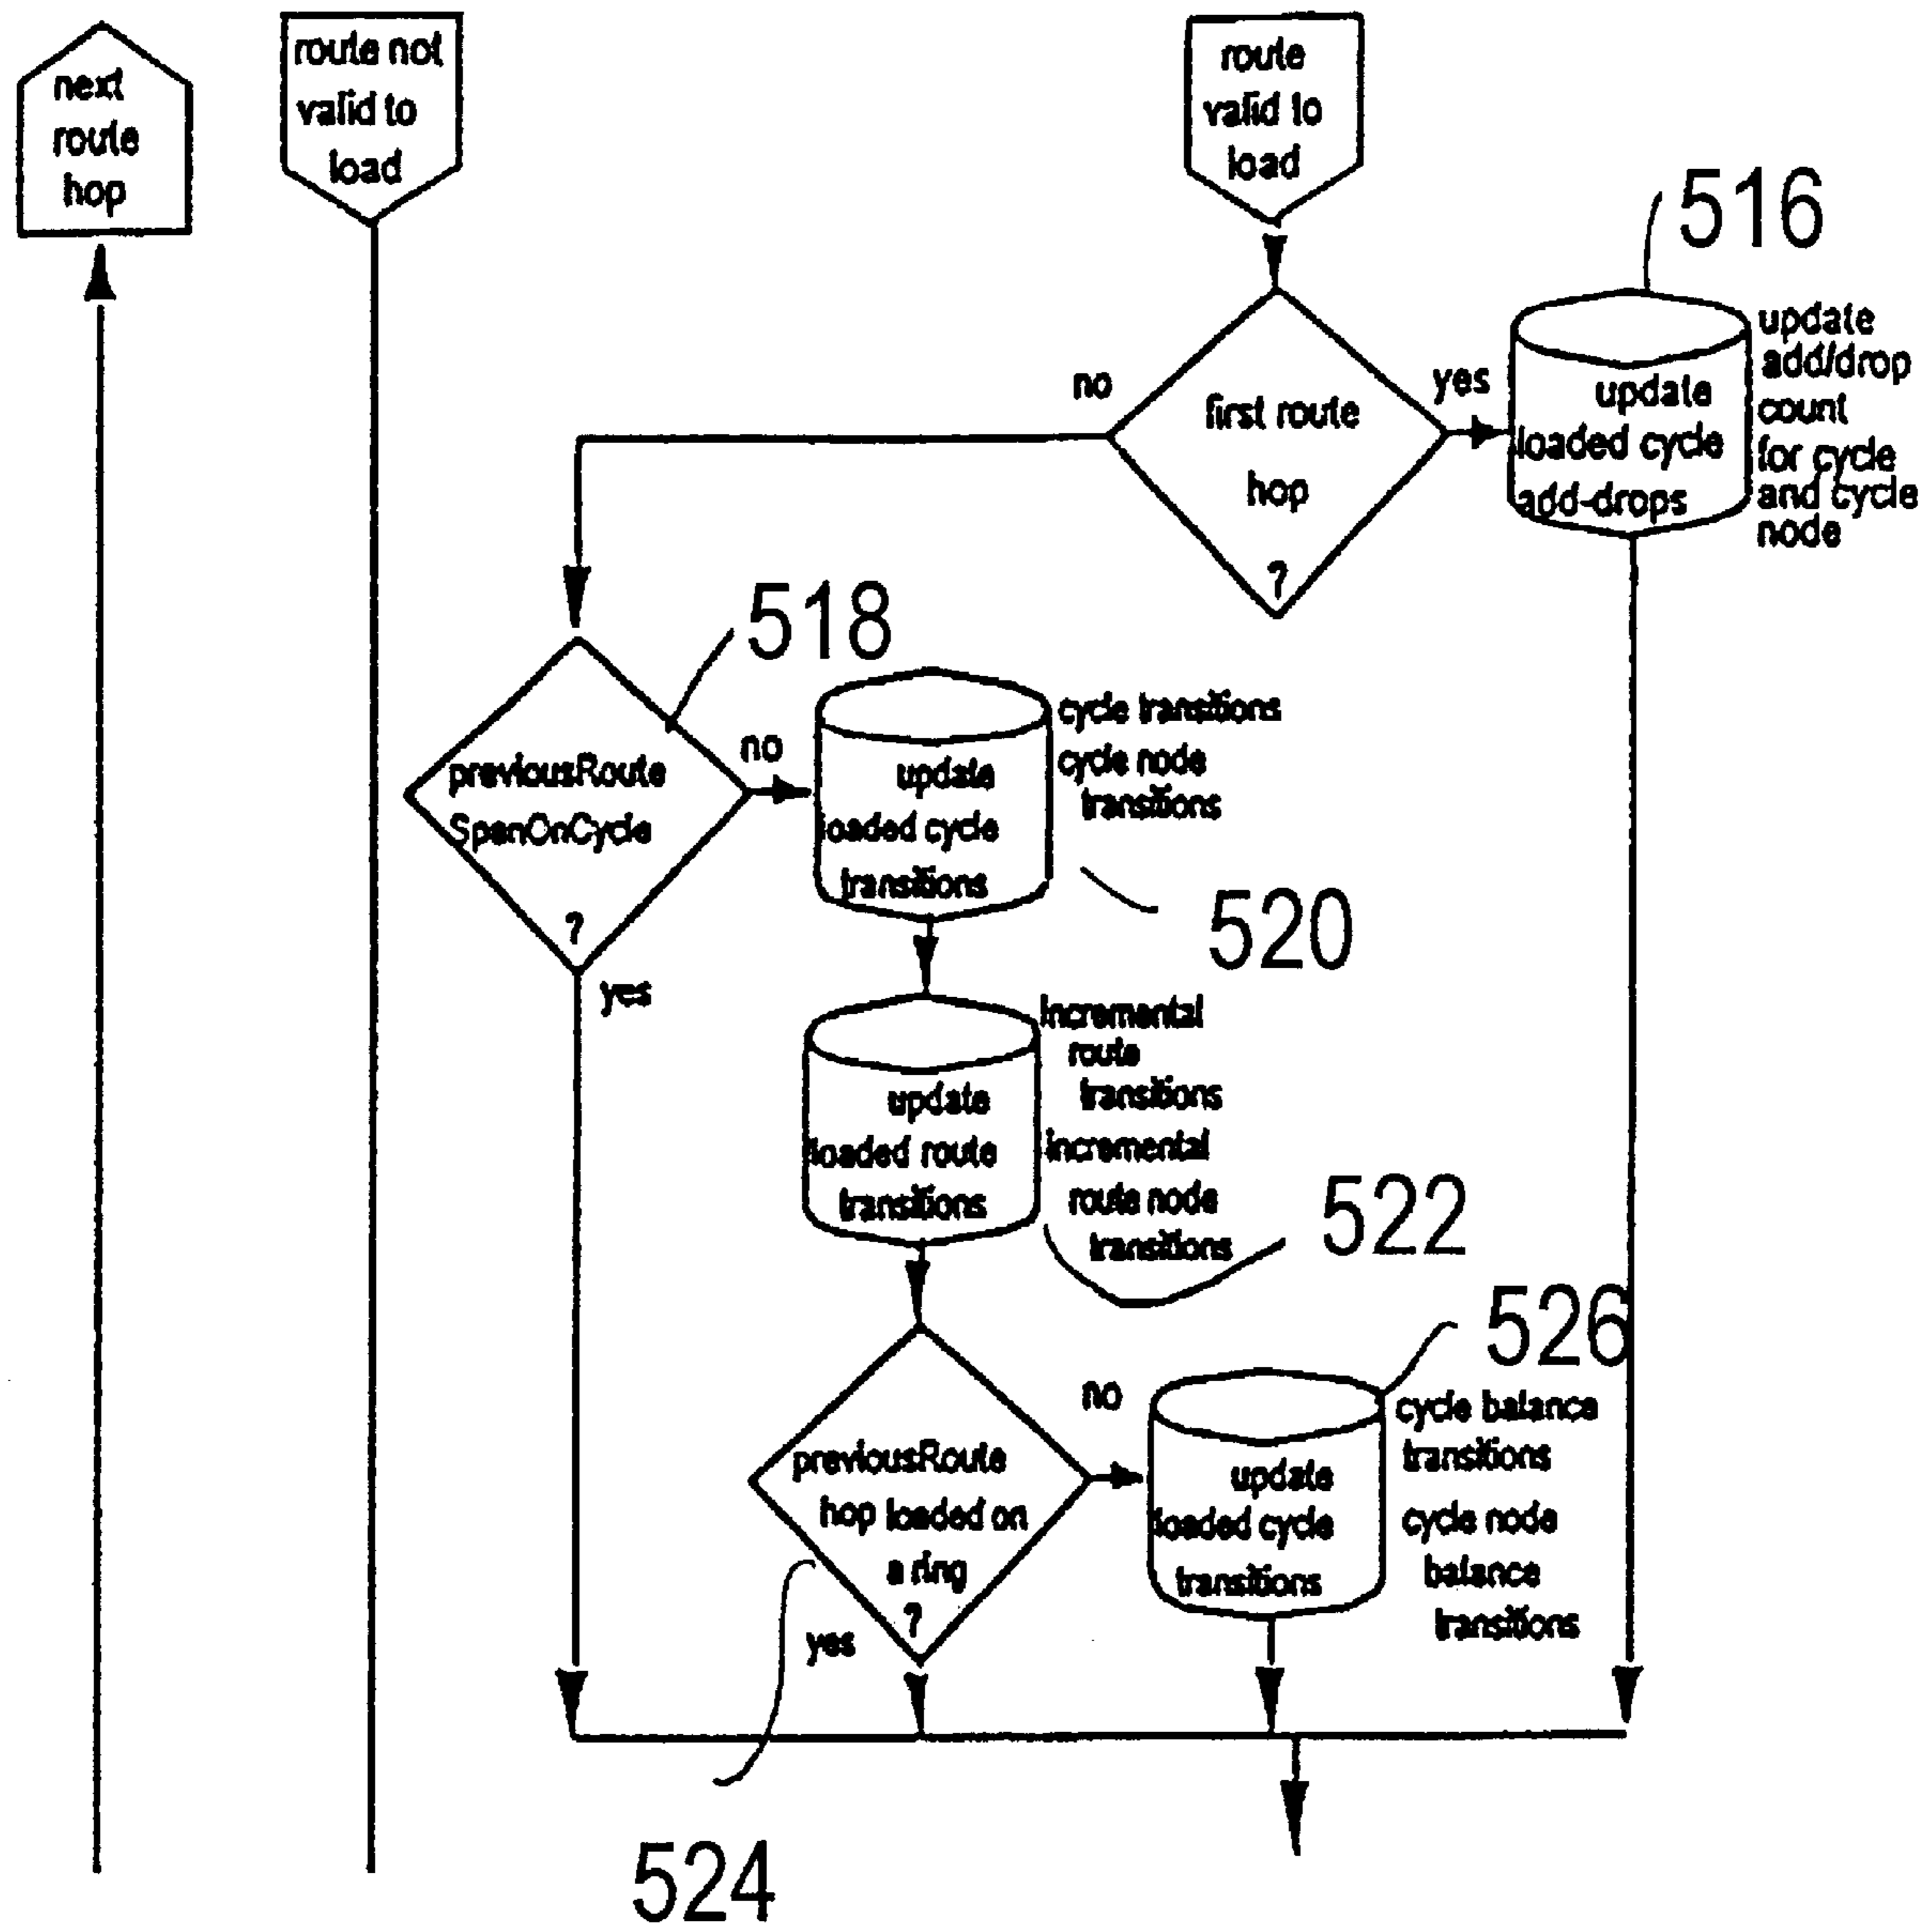 next
route
hop
route not
valid to
load
route
valid to
load
516
first route
hop
?
no
yes
update
loaded cycle
add-drops
update
add/drop
count
for cycle
and cycle
node
518
previousRoute
SpanOnCycle
?
no
yes
update
loaded cycle
transitions
cycle transitions
cycle node
transitions
520
update
loaded route
transitions
incremental
route
transitions
incremental
route node
transitions
522
526
previousRoute
hop loaded on
a ring
?
no
yes
update
loaded cycle
transitions
cycle balance
transitions
cycle node
balance
transitions
524